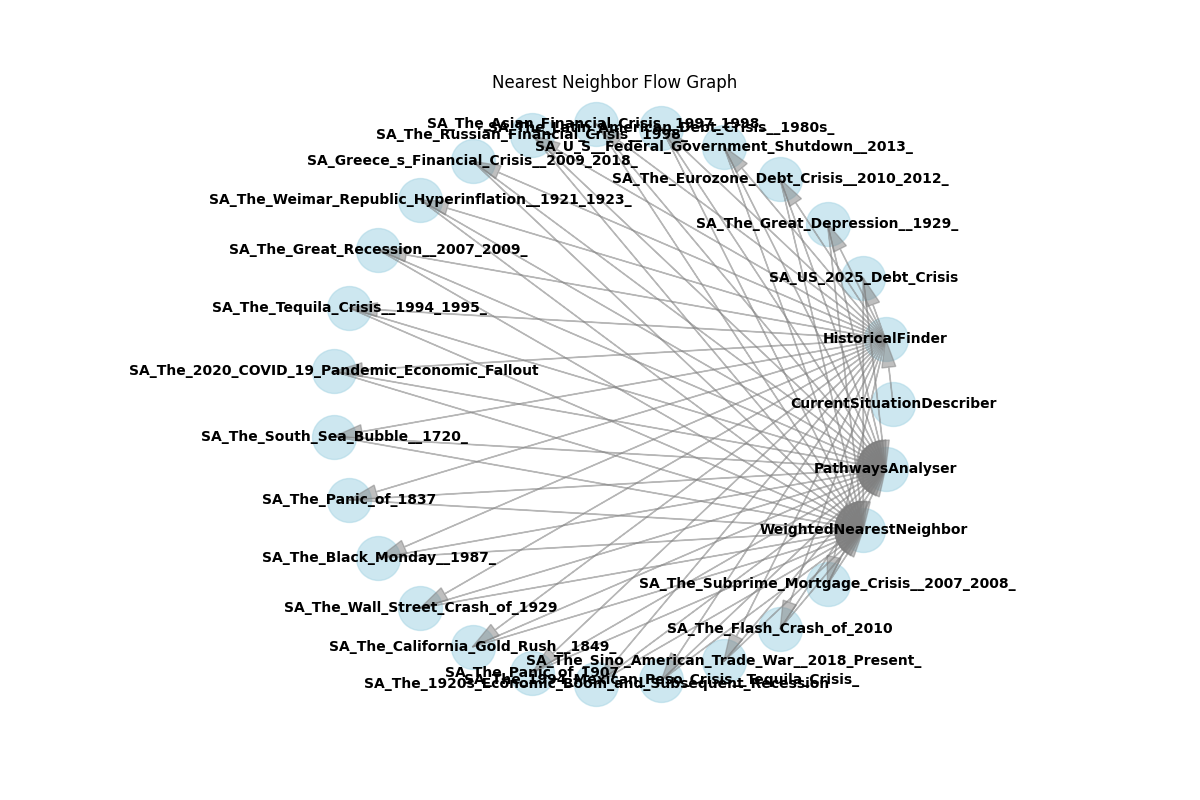 Nearest Neighbor Flow Graph
SA_The_Asian_Financial_Crisis__1997_1998_
SA_The_Latin_American_Debt_Crisis__1980s_
SA_The_Russian_Financial_Crisis__1998_
SA_U_S__Federal_Government_Shutdown__2013_
SA_Greece_s_Financial_Crisis__2009_2018_
SA_The_Eurozone_Debt_Crisis__2010_2012_
SA_The_Weimar_Republic_Hyperinflation__1921_1923_
SA_The_Great_Depression__1929_
SA_The_Great_Recession__2007_2009_
SA_US_2025_Debt_Crisis
SA_The_Tequila_Crisis__1994_1995_
HistoricalFinder
SA_The_2020_COVID_19_Pandemic_Economic_Fallout
CurrentSituationDescriber
SA_The_South_Sea_Bubble__1720_
PathwaysAnalyser
SA_The_Panic_of_1837
WeightedNearestNeighbor
SA_The_Black_Monday__1987_
SA_The_Subprime_Mortgage_Crisis__2007_2008_
SA_The_Wall_Street_Crash_of_1929
SA_The_Flash_Crash_of_2010
SA_The_California_Gold_Rush__1849_
SA_The_Sino_American_Trade_War__2018_Present_
SA_The_Panic_of_1907
SA_The_1994_Mexican_Peso_Crisis__Tequila_Crisis_
SA_The_1920s_Economic_Boom_and_Subsequent_Recession